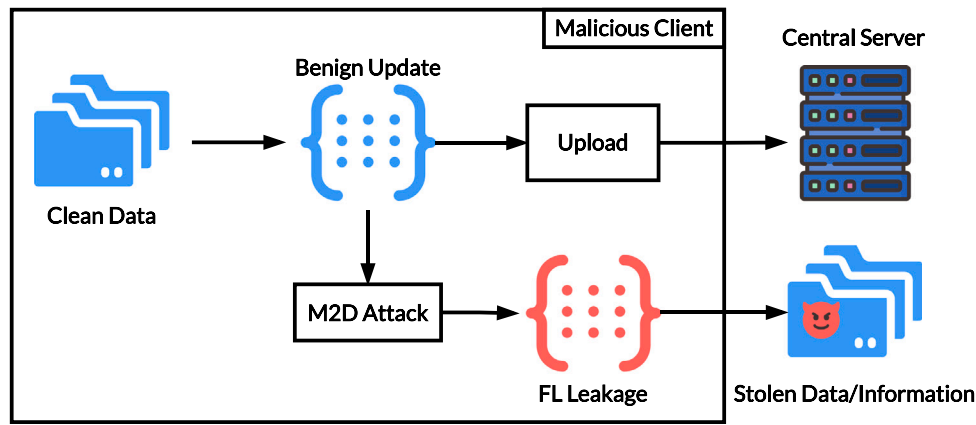 Malicious Client
Central Server
Benign Update
Upload
Clean Data
M2D Attack
FL Leakage
Stolen Data/Information